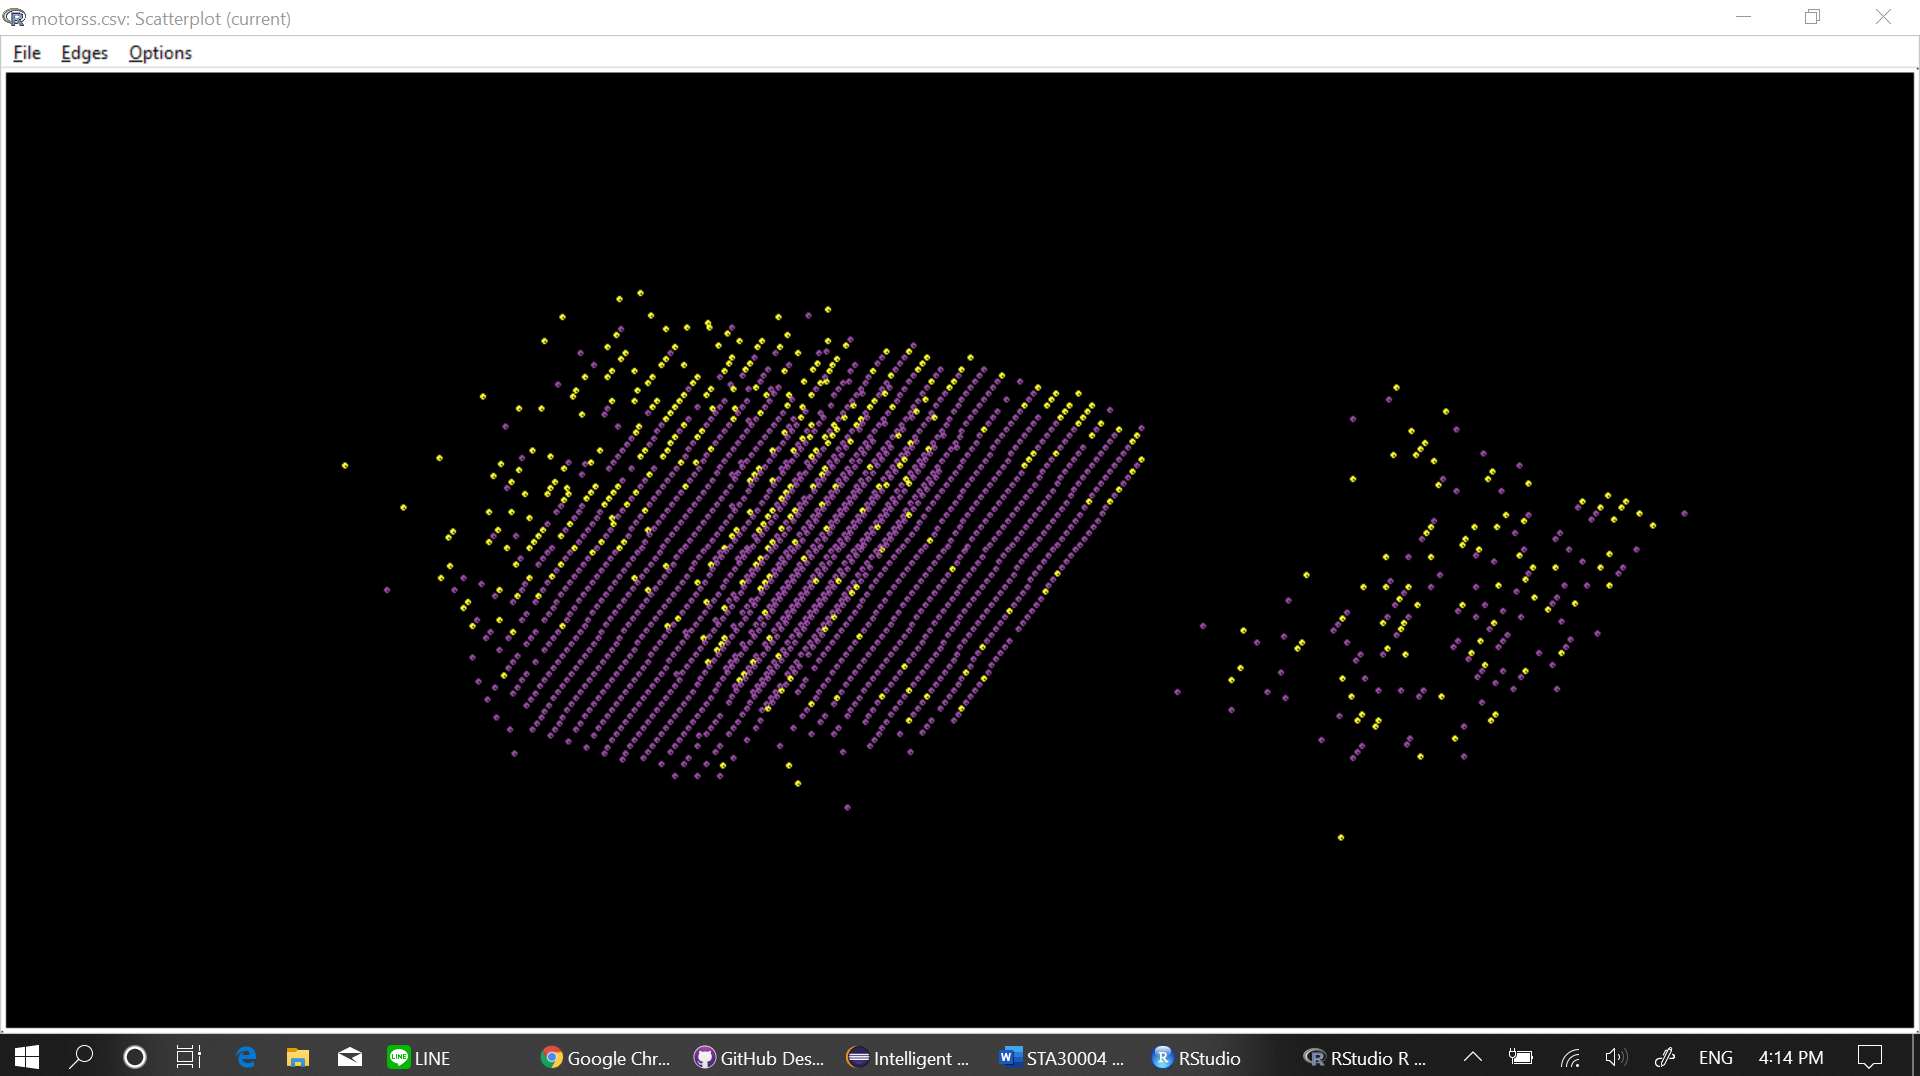 motorss.csv: Scatterplot (current)
File Edges Options
LINE Google Chr... GitHub Des... Intelligent ... STA30004 ... RStudio RStudio R ... ENG 4:14 PM